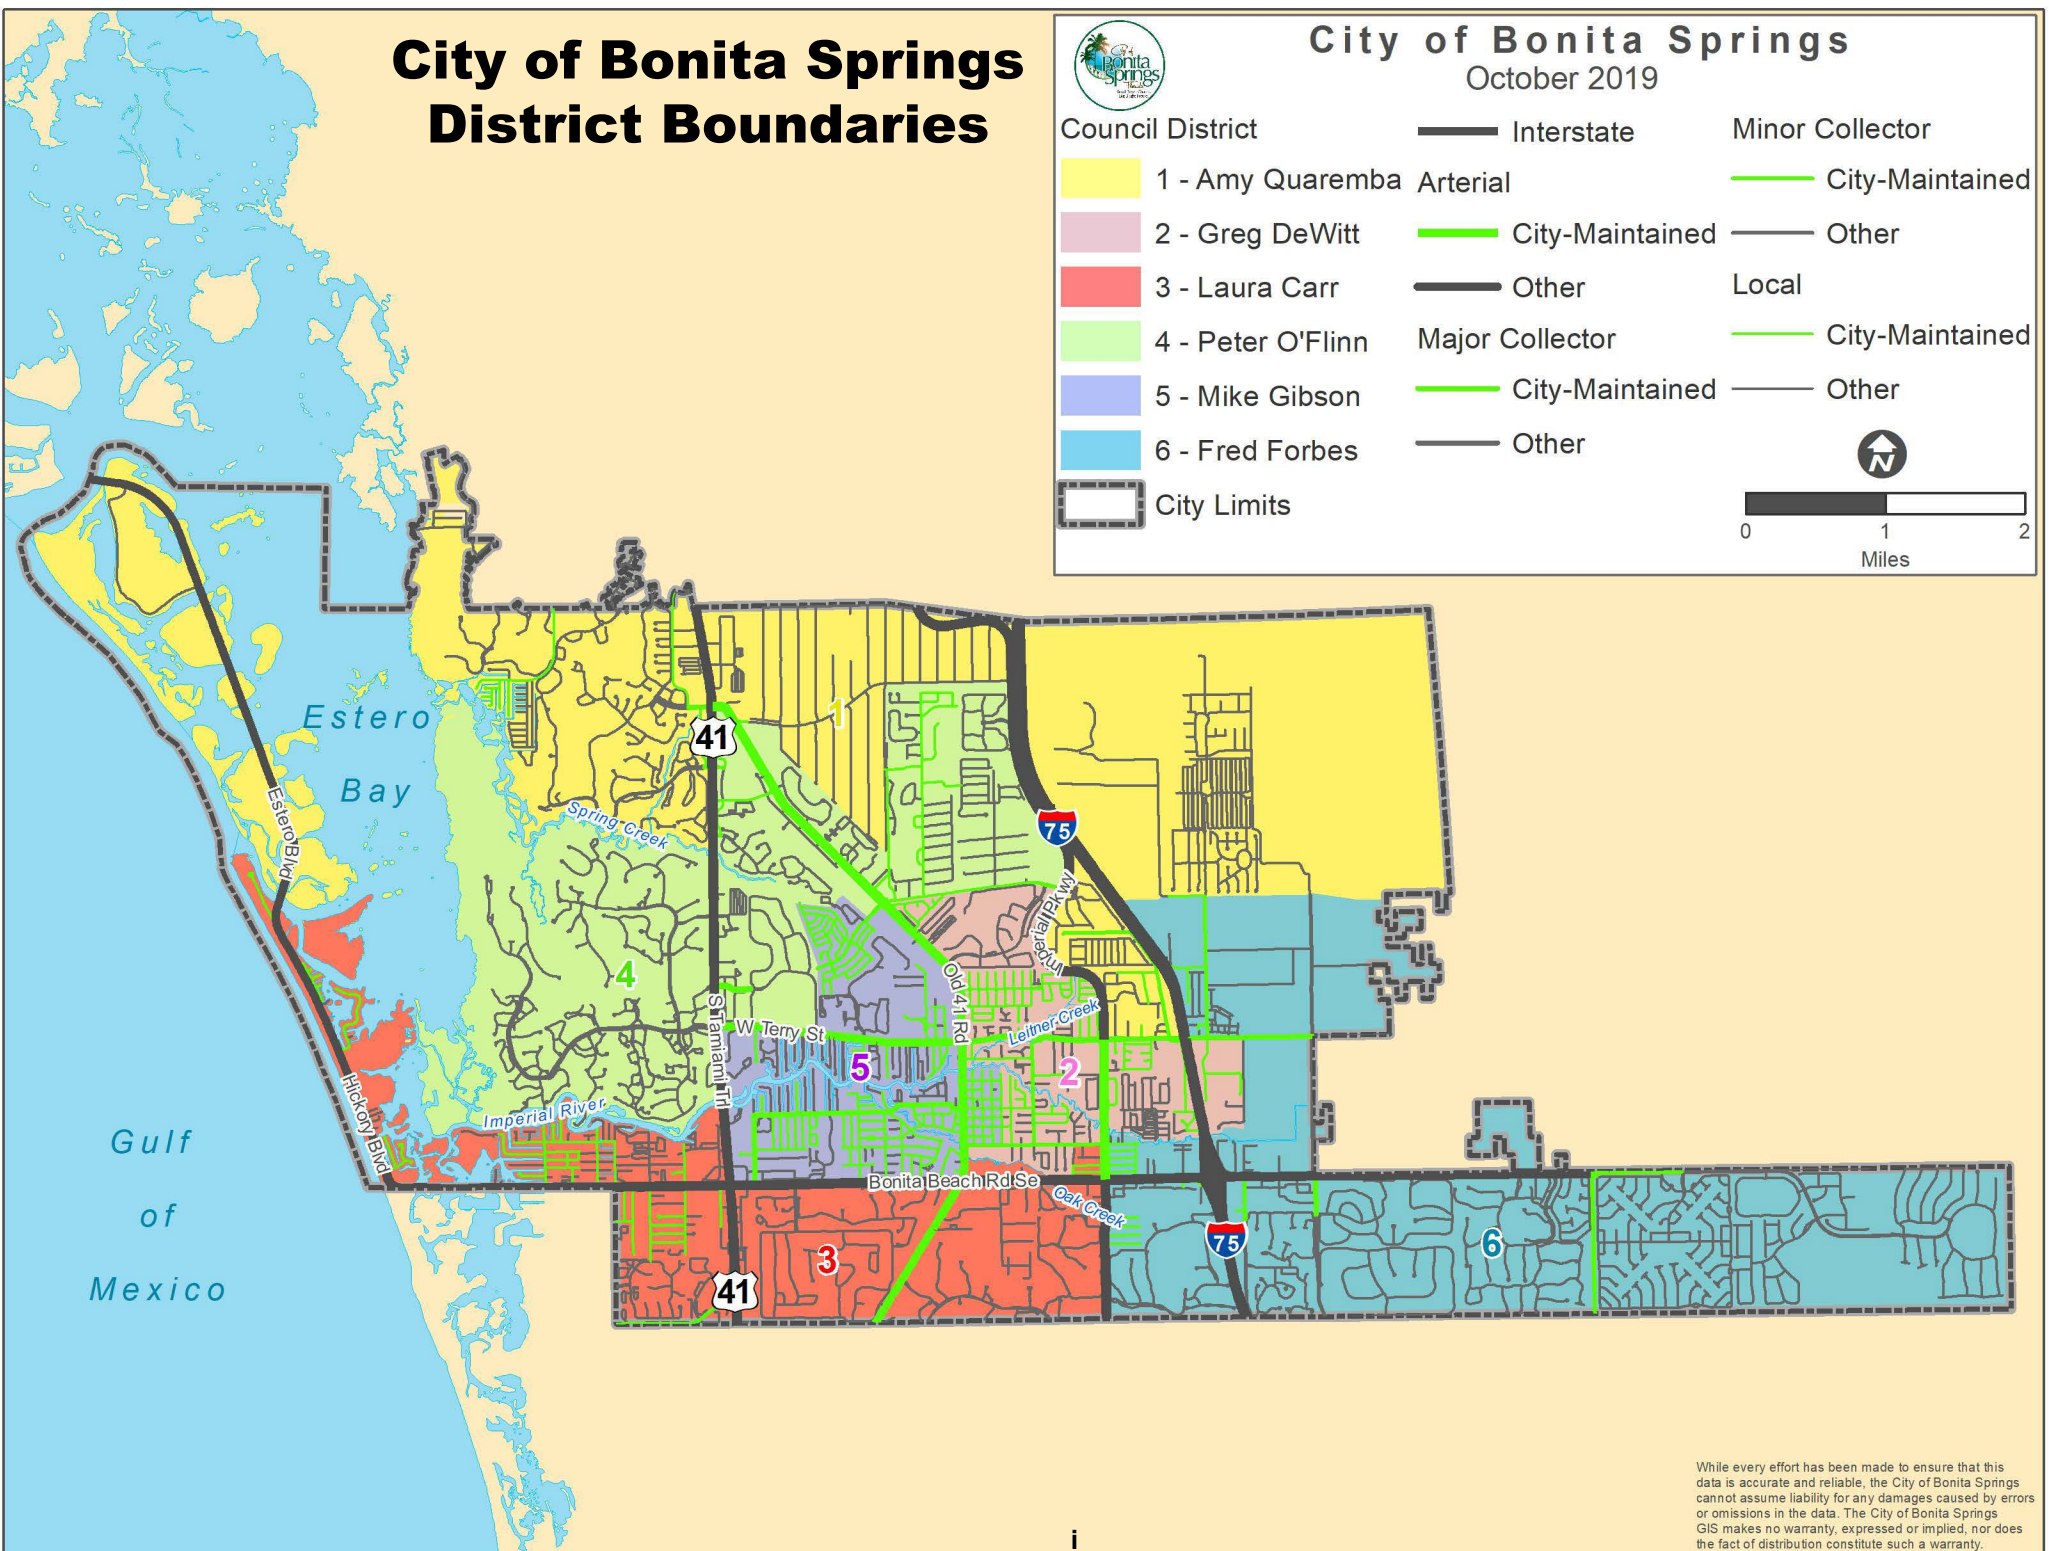 City of Bonita Springs
District Boundaries
City of Bonita Springs
October 2019
Bonita
Springs
Council District
1 - Amy Quaremba
2 - Greg DeWitt
3 - Laura Carr
4 - Peter O'Flinn
5 - Mike Gibson
6 - Fred Forbes
City Limits
Interstate
Arterial
City-Maintained
Other
Major Collector
City-Maintained
Other
Minor Collector
City-Maintained
Other
Local
City-Maintained
Other
N
0 1 2
Miles
Estero
Bay
Estero Blvd
41
1
Spring Creek
75
Imperial Pkwy
4
Old 41 Rd
S Tamiami Trl
W Terry St
Leitner Creek
5
2
Hickory Blvd
Imperial River
Gulf
of
Mexico
Bonita Beach Rd Se
Oak Creek
3
41
75
6
While every effort has been made to ensure that this
data is accurate and reliable, the City of Bonita Springs
cannot assume liability for any damages caused by errors
or omissions in the data. The City of Bonita Springs
GIS makes no warranty, expressed or implied, nor does
the fact of distribution constitute such a warranty.
i